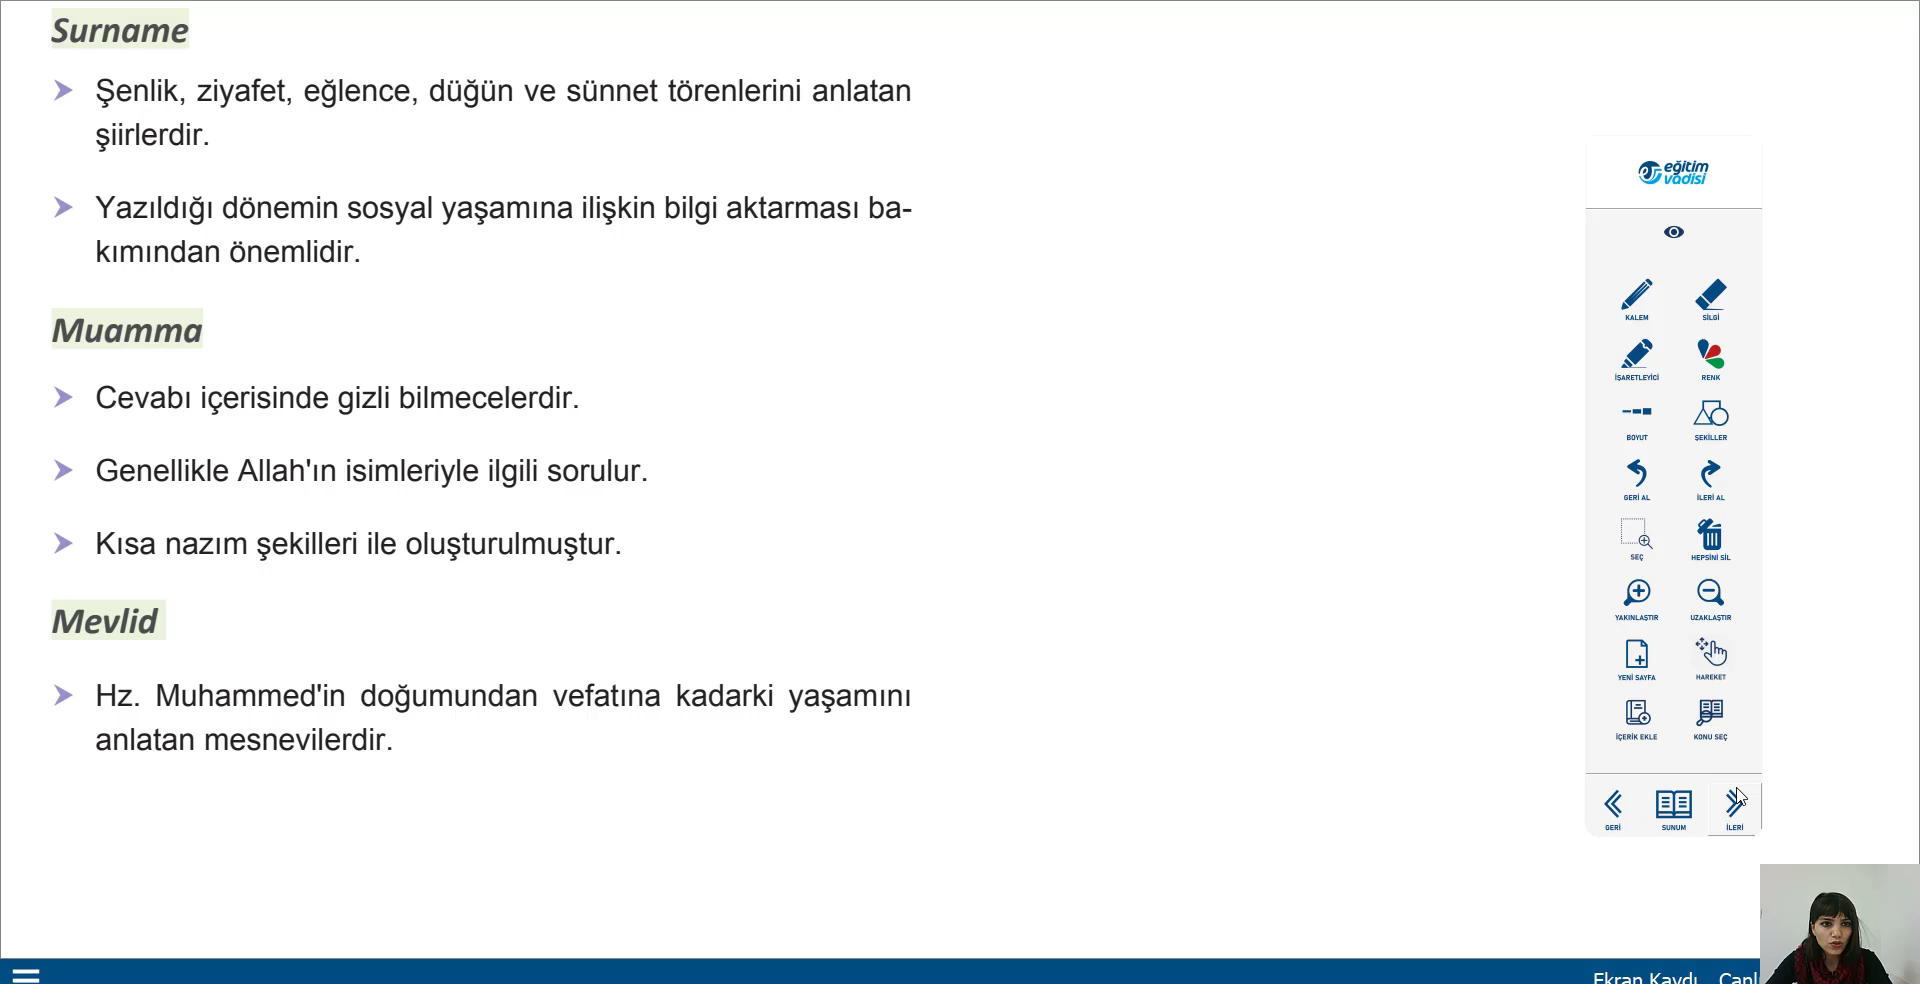 Surname
Şenlik, ziyafet, eğlence, düğün ve sünnet törenlerini anlatan
şiirlerdir.
Yazıldığı dönemin sosyal yaşamına ilişkin bilgi aktarması ba-
kımından önemlidir.
Muamma
Cevabı içerisinde gizli bilmecelerdir.
Genellikle Allah'ın isimleriyle ilgili sorulur.
Kısa nazım şekilleri ile oluşturulmuştur.
Mevlid
Hz. Muhammed'in doğumundan vefatına kadarki yaşamını
anlatan mesnevilerdir.
eğitim
vadisi
KALEM SİLGİ
İŞARETLEYİCİ RENK
BOYUT ŞEKİLLER
GERİ AL İLERİ AL
SEÇ HEPSİNİ SİL
YAKINLAŞTIR UZAKLAŞTIR
YENİ SAYFA HAREKET
İÇERİK EKLE KONU SEÇ
GERİ SUNUM İLERİ
Ekran Kaydı